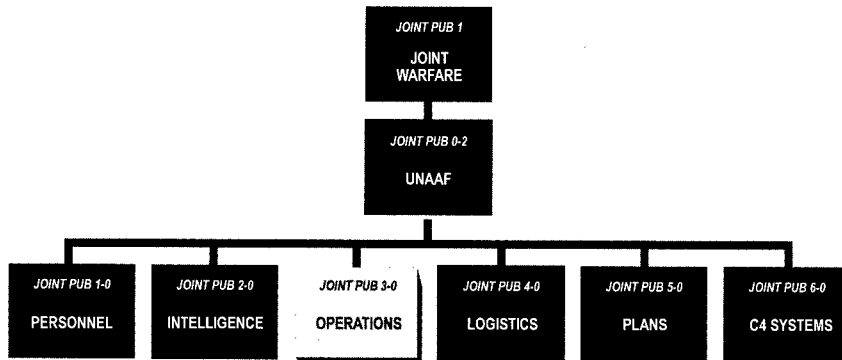 JOINT PUB 1
JOINT
WARFARE
JOINT PUB 0-2
UNAAF
JOINT PUB 1-0
PERSONNEL
JOINT PUB 2-0
INTELLIGENCE
JOINT PUB 3-0
OPERATIONS
JOINT PUB 4-0
LOGISTICS
JOINT PUB 5-0
PLANS
JOINT PUB 6-0
C4 SYSTEMS